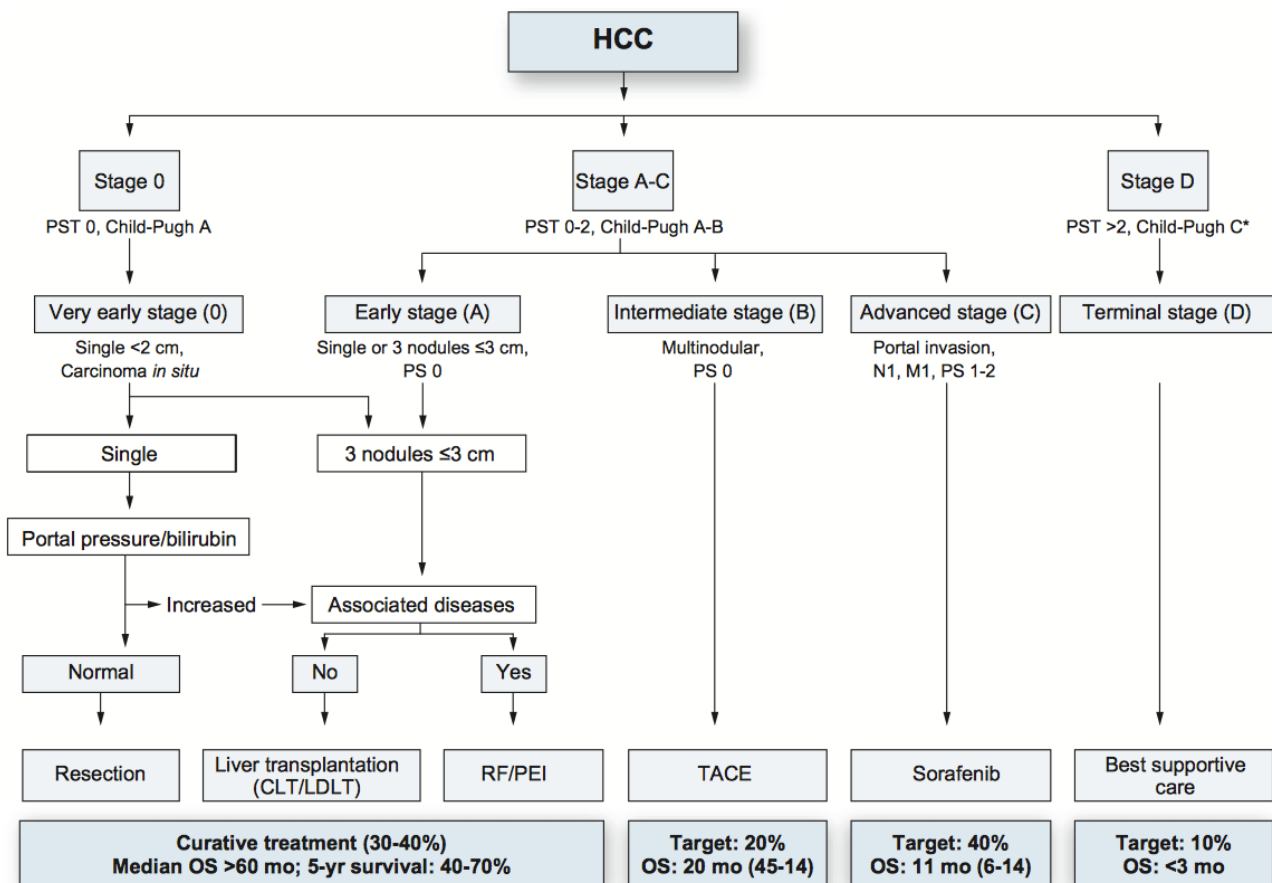 HCC
Stage 0
PST 0, Child-Pugh A
Stage A-C
PST 0-2, Child-Pugh A-B
Stage D
PST >2, Child-Pugh C*
Very early stage (0)
Single <2 cm,
Carcinoma in situ
Early stage (A)
Single or 3 nodules ≤3 cm,
PS 0
Intermediate stage (B)
Multinodular,
PS 0
Advanced stage (C)
Portal invasion,
N1, M1, PS 1-2
Terminal stage (D)
Single
3 nodules ≤3 cm
Portal pressure/bilirubin
Increased
Associated diseases
Normal
No
Yes
Resection
Liver transplantation
(CLT/LDLT)
RF/PEI
TACE
Sorafenib
Best supportive
care
Curative treatment (30-40%)
Median OS >60 mo; 5-yr survival: 40-70%
Target: 20%
OS: 20 mo (45-14)
Target: 40%
OS: 11 mo (6-14)
Target: 10%
OS: <3 mo